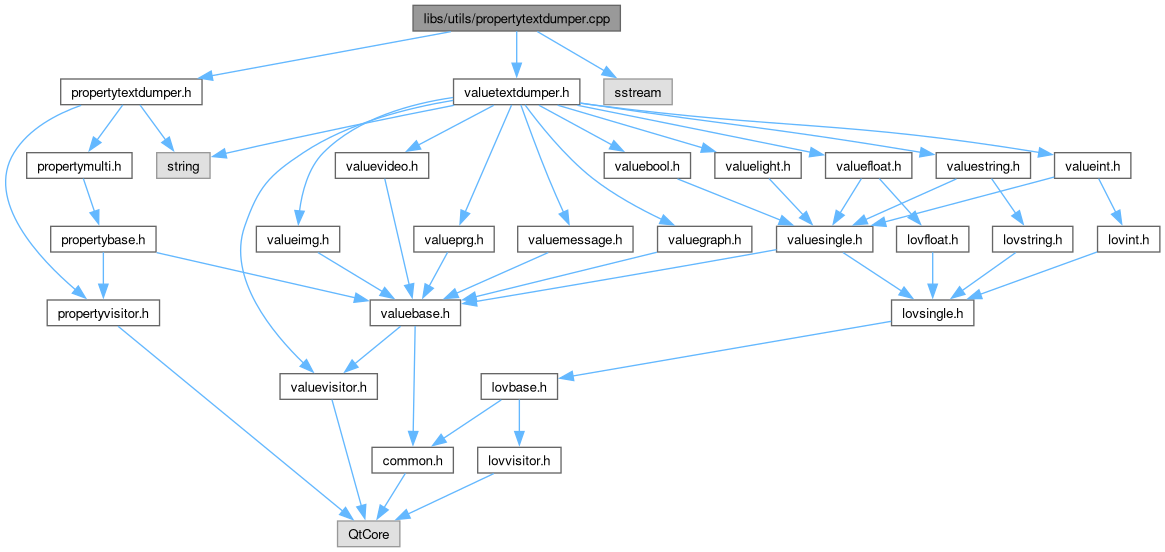 libs/utils/propertytextdumper.cpp
propertytextdumper.h
valuetextdumper.h
sstream
propertymulti.h
string
valuevideo.h
valuebool.h
valuelight.h
valuefloat.h
valuestring.h
valueint.h
propertybase.h
valueimg.h
valueprg.h
valuemessage.h
valuegraph.h
valuesingle.h
lovfloat.h
lovstring.h
lovint.h
propertyvisitor.h
valuebase.h
lovsingle.h
valuevisitor.h
lovbase.h
common.h
lovvisitor.h
QtCore